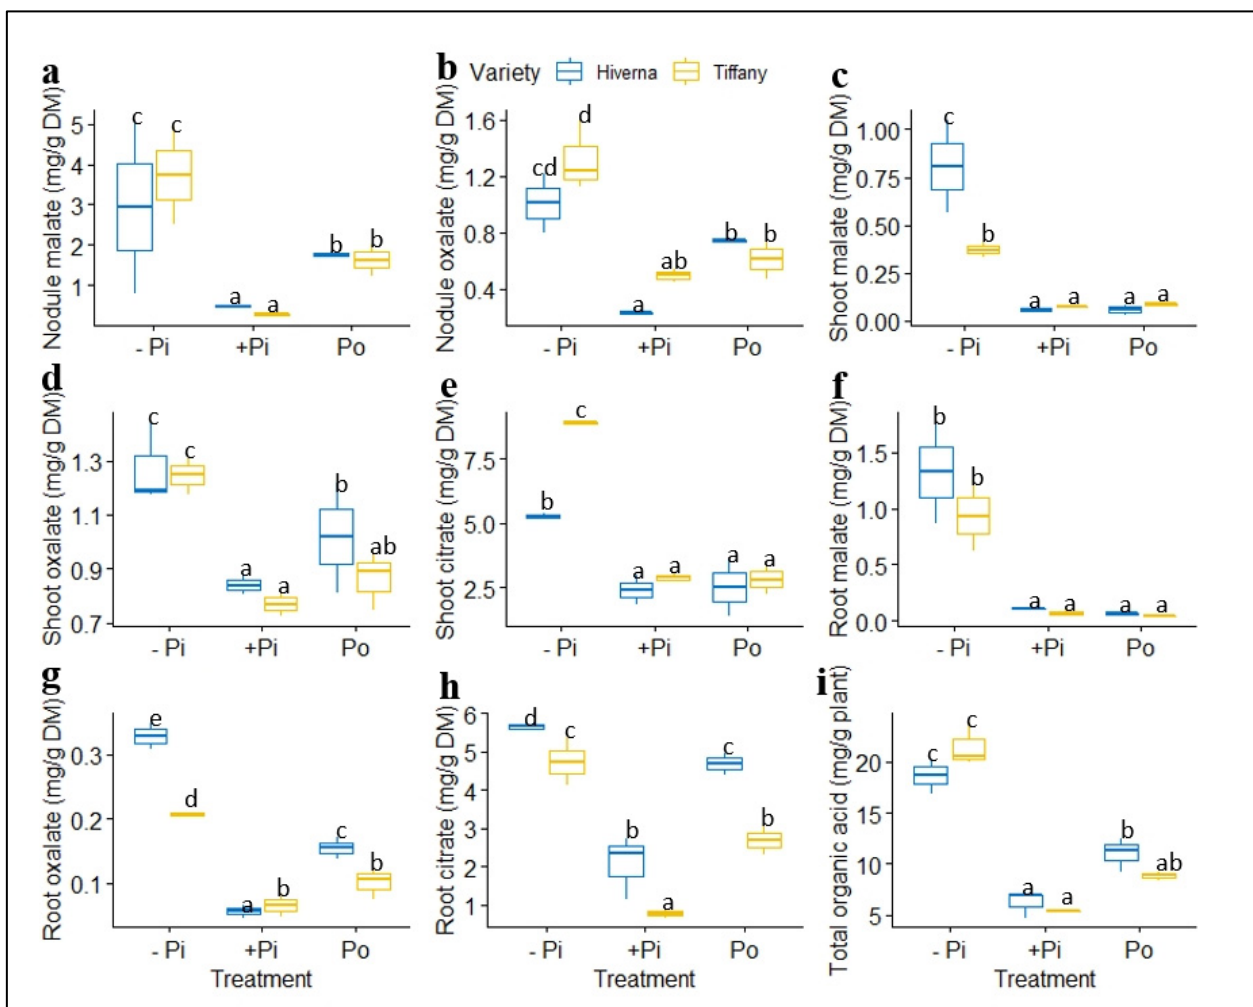 a
Nodule malate (mg/g DM)
5
4
3
2
1
c c
a a
b b
- Pi +Pi Po
b Variety Hiverna Tiffany
Nodule oxalate (mg/g DM)
1.6
1.2
0.8
0.4
cd d
a ab
b b
- Pi +Pi Po
c
Shoot malate (mg/g DM)
1.00
0.75
0.50
0.25
0.00
c b
a a
a a
- Pi +Pi Po
d
Shoot oxalate (mg/g DM)
1.3
1.1
0.9
0.7
c c
a a
b ab
- Pi +Pi Po
e
Shoot citrate (mg/g DM)
7.5
5.0
2.5
b c
a a
a a
- Pi +Pi Po
f
Root malate (mg/g DM)
1.5
1.0
0.5
0.0
b b
a a
a a
- Pi +Pi Po
g
Root oxalate (mg/g DM)
0.3
0.2
0.1
e d
a b
c b
- Pi +Pi Po
Treatment
h
Root citrate (mg/g DM)
6
5
4
3
2
1
d c
b a
c b
- Pi +Pi Po
Treatment
i
Total organic acid (mg/g plant)
20
15
10
5
c c
a a
b ab
- Pi +Pi Po
Treatment